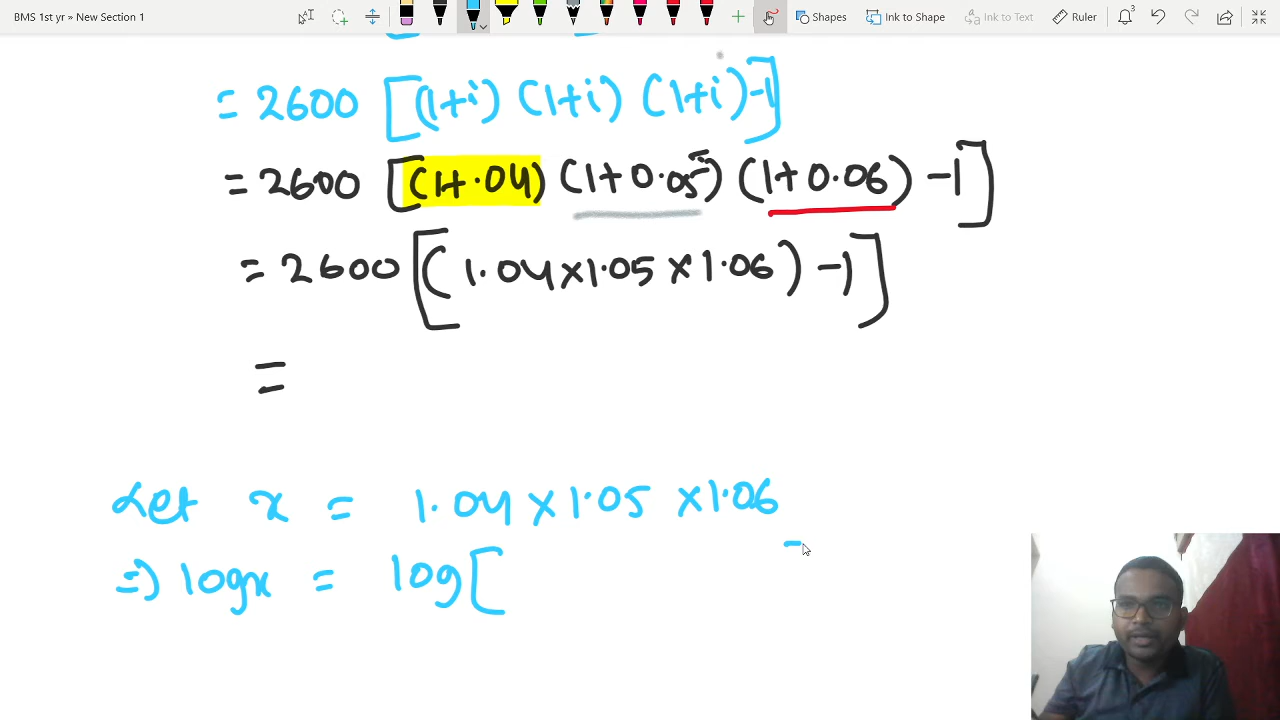 BMS 1st yr » New Section 1
Shapes Ink to Shape Ink to Text Ruler 3
= 2600 [(1+i) (1+i) (1+i) -1]
= 2600 [(1+.04) (1+0.05) (1+0.06) -1]
= 2600 [(1.04×1.05×1.06) -1]
=
Let x = 1.04×1.05×1.06
=> logx = log[